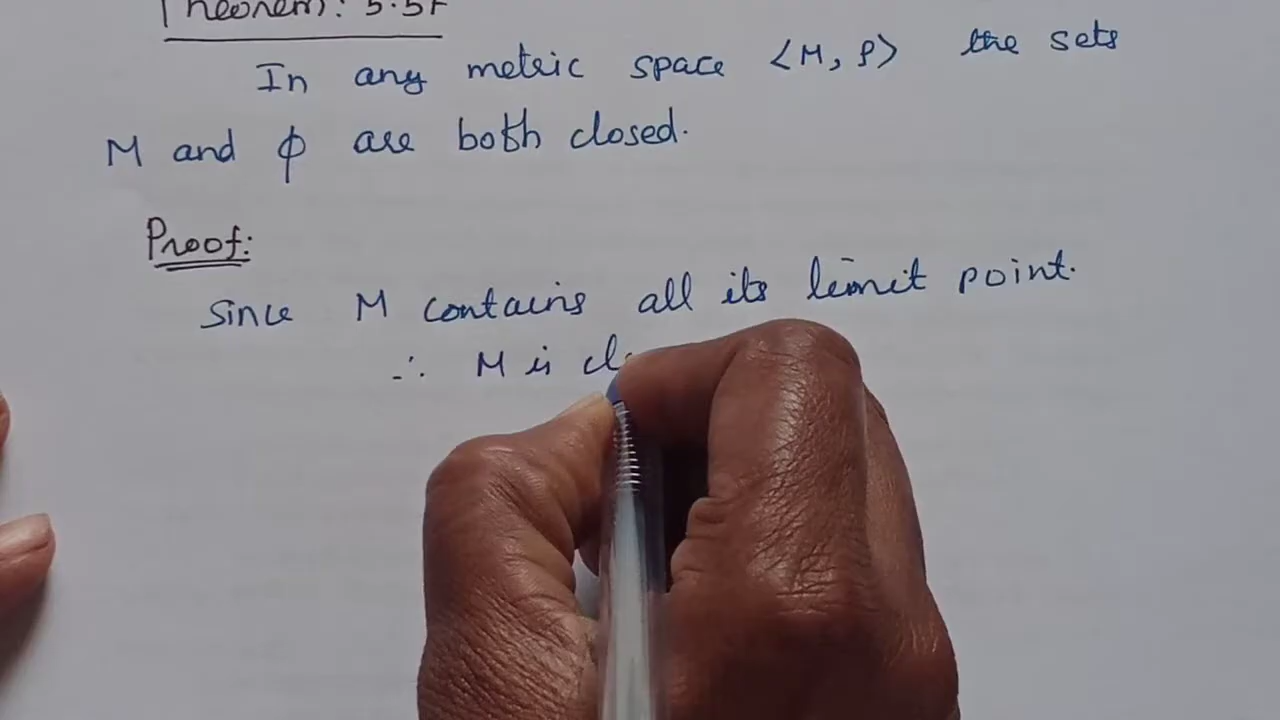 Theorem: 5.5F
In any metric space <M, ρ> the sets
M and ϕ are both closed.
Proof:
Since M contains all its limit point.
∴ M is